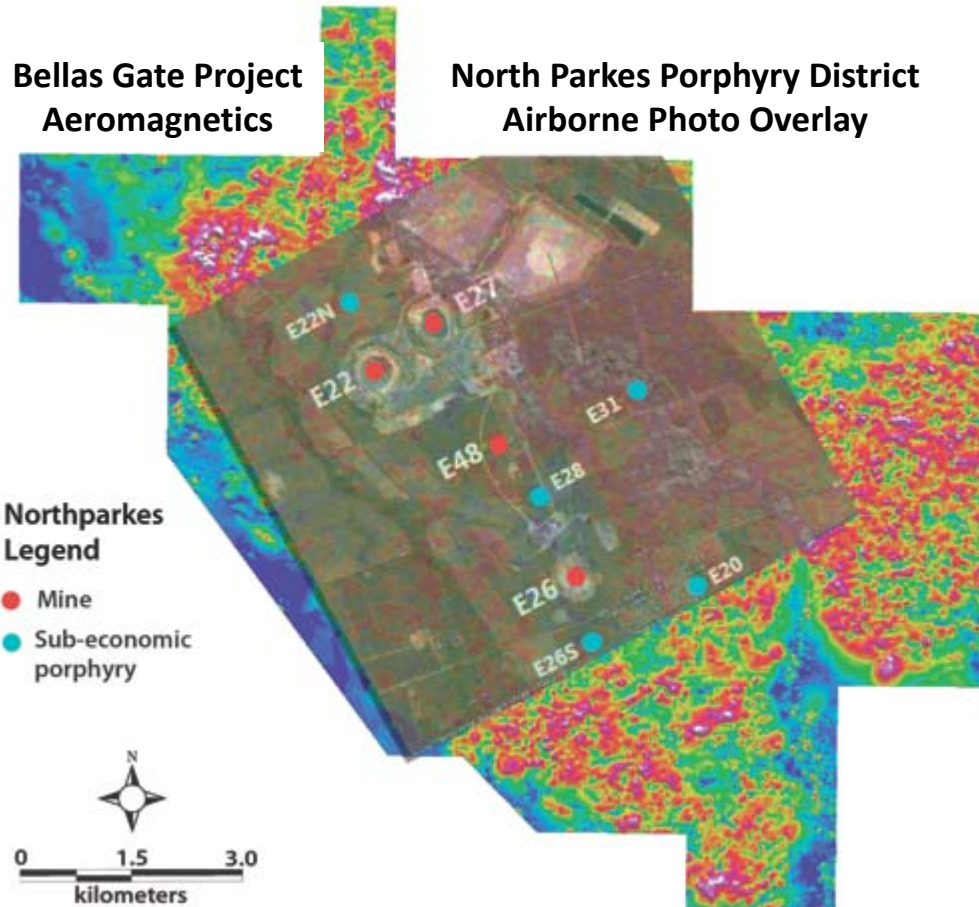 Bellas Gate Project
Aeromagnetics
North Parkes Porphyry District
Airborne Photo Overlay
E22N
E27
E22
E31
E48
E28
E26
E20
E26S
Northparkes
Legend
Mine
Sub-economic
porphyry
N
0 1.5 3.0
kilometers